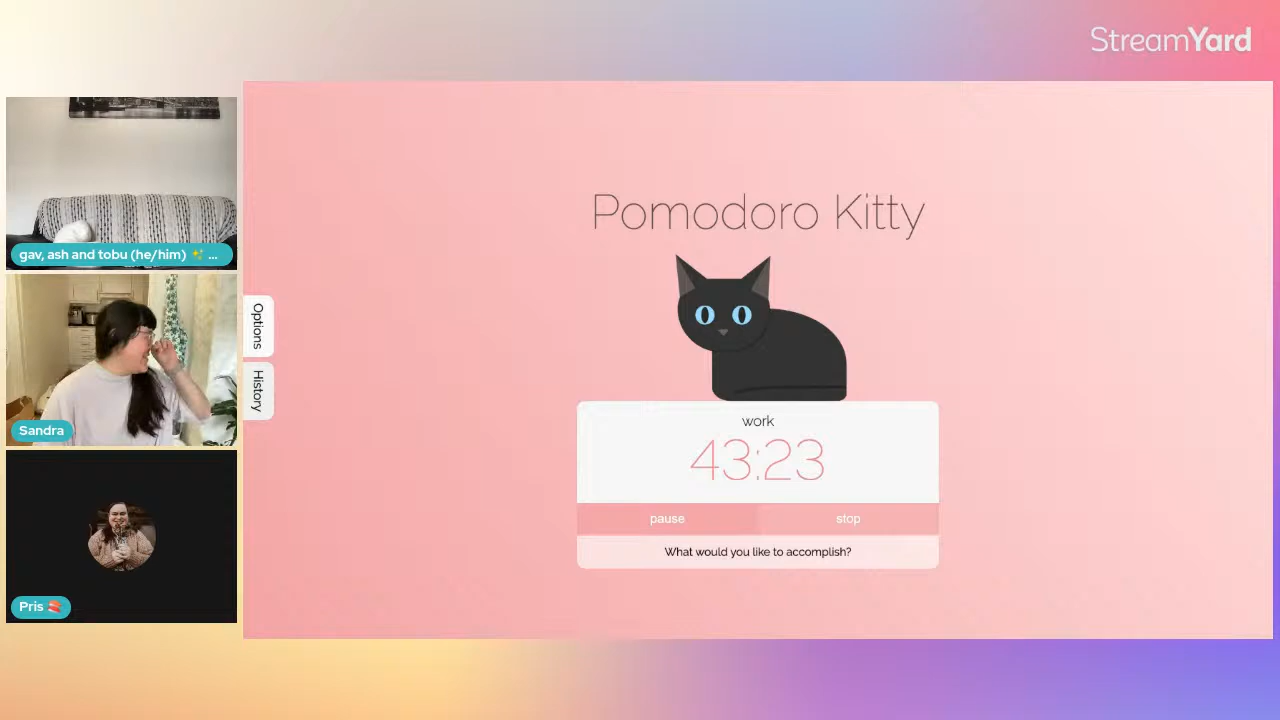 StreamYard
gav, ash and tobu (he/him) ✨ ...
Sandra
Pris 🍣
Options
History
Pomodoro Kitty
work
43:23
pause
stop
What would you like to accomplish?